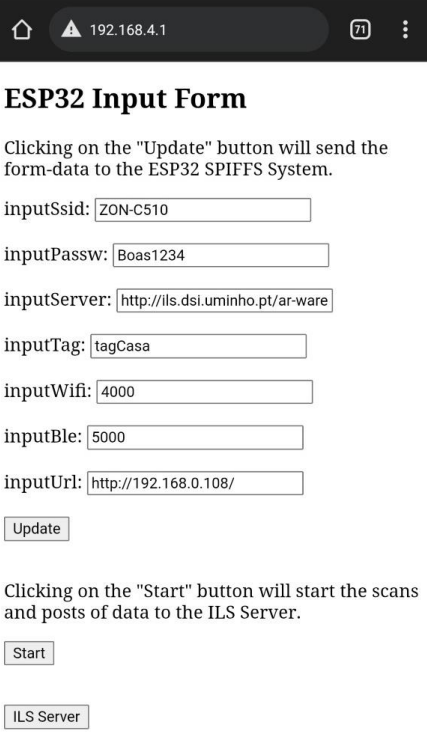 192.168.4.1
71
ESP32 Input Form
Clicking on the "Update" button will send the
form-data to the ESP32 SPIFFS System.
inputSsid: ZON-C510
inputPassw: Boas1234
inputServer: http://ils.dsi.uminho.pt/ar-ware
inputTag: tagCasa
inputWifi: 4000
inputBle: 5000
inputUrl: http://192.168.0.108/
Update
Clicking on the "Start" button will start the scans
and posts of data to the ILS Server.
Start
ILS Server